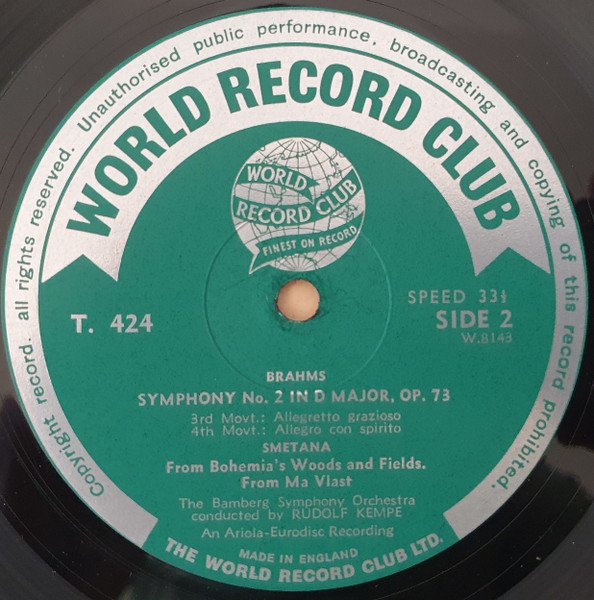 Copyright record. all rights reserved. Unauthorised public performance, broadcasting and copying of this record prohibited.
WORLD RECORD CLUB
WORLD
RECORD CLUB
FINEST ON RECORD
T. 424
SPEED 33⅓
SIDE 2
W.8143
BRAHMS
SYMPHONY No. 2 IN D MAJOR, OP. 73
3rd Movt.: Allegretto grazioso
4th Movt.: Allegro con spirito
SMETANA
From Bohemia's Woods and Fields.
From Ma Vlast
The Bamberg Symphony Orchestra
conducted by RUDOLF KEMPE
An Ariola-Eurodisc Recording
MADE IN ENGLAND
THE WORLD RECORD CLUB LTD.